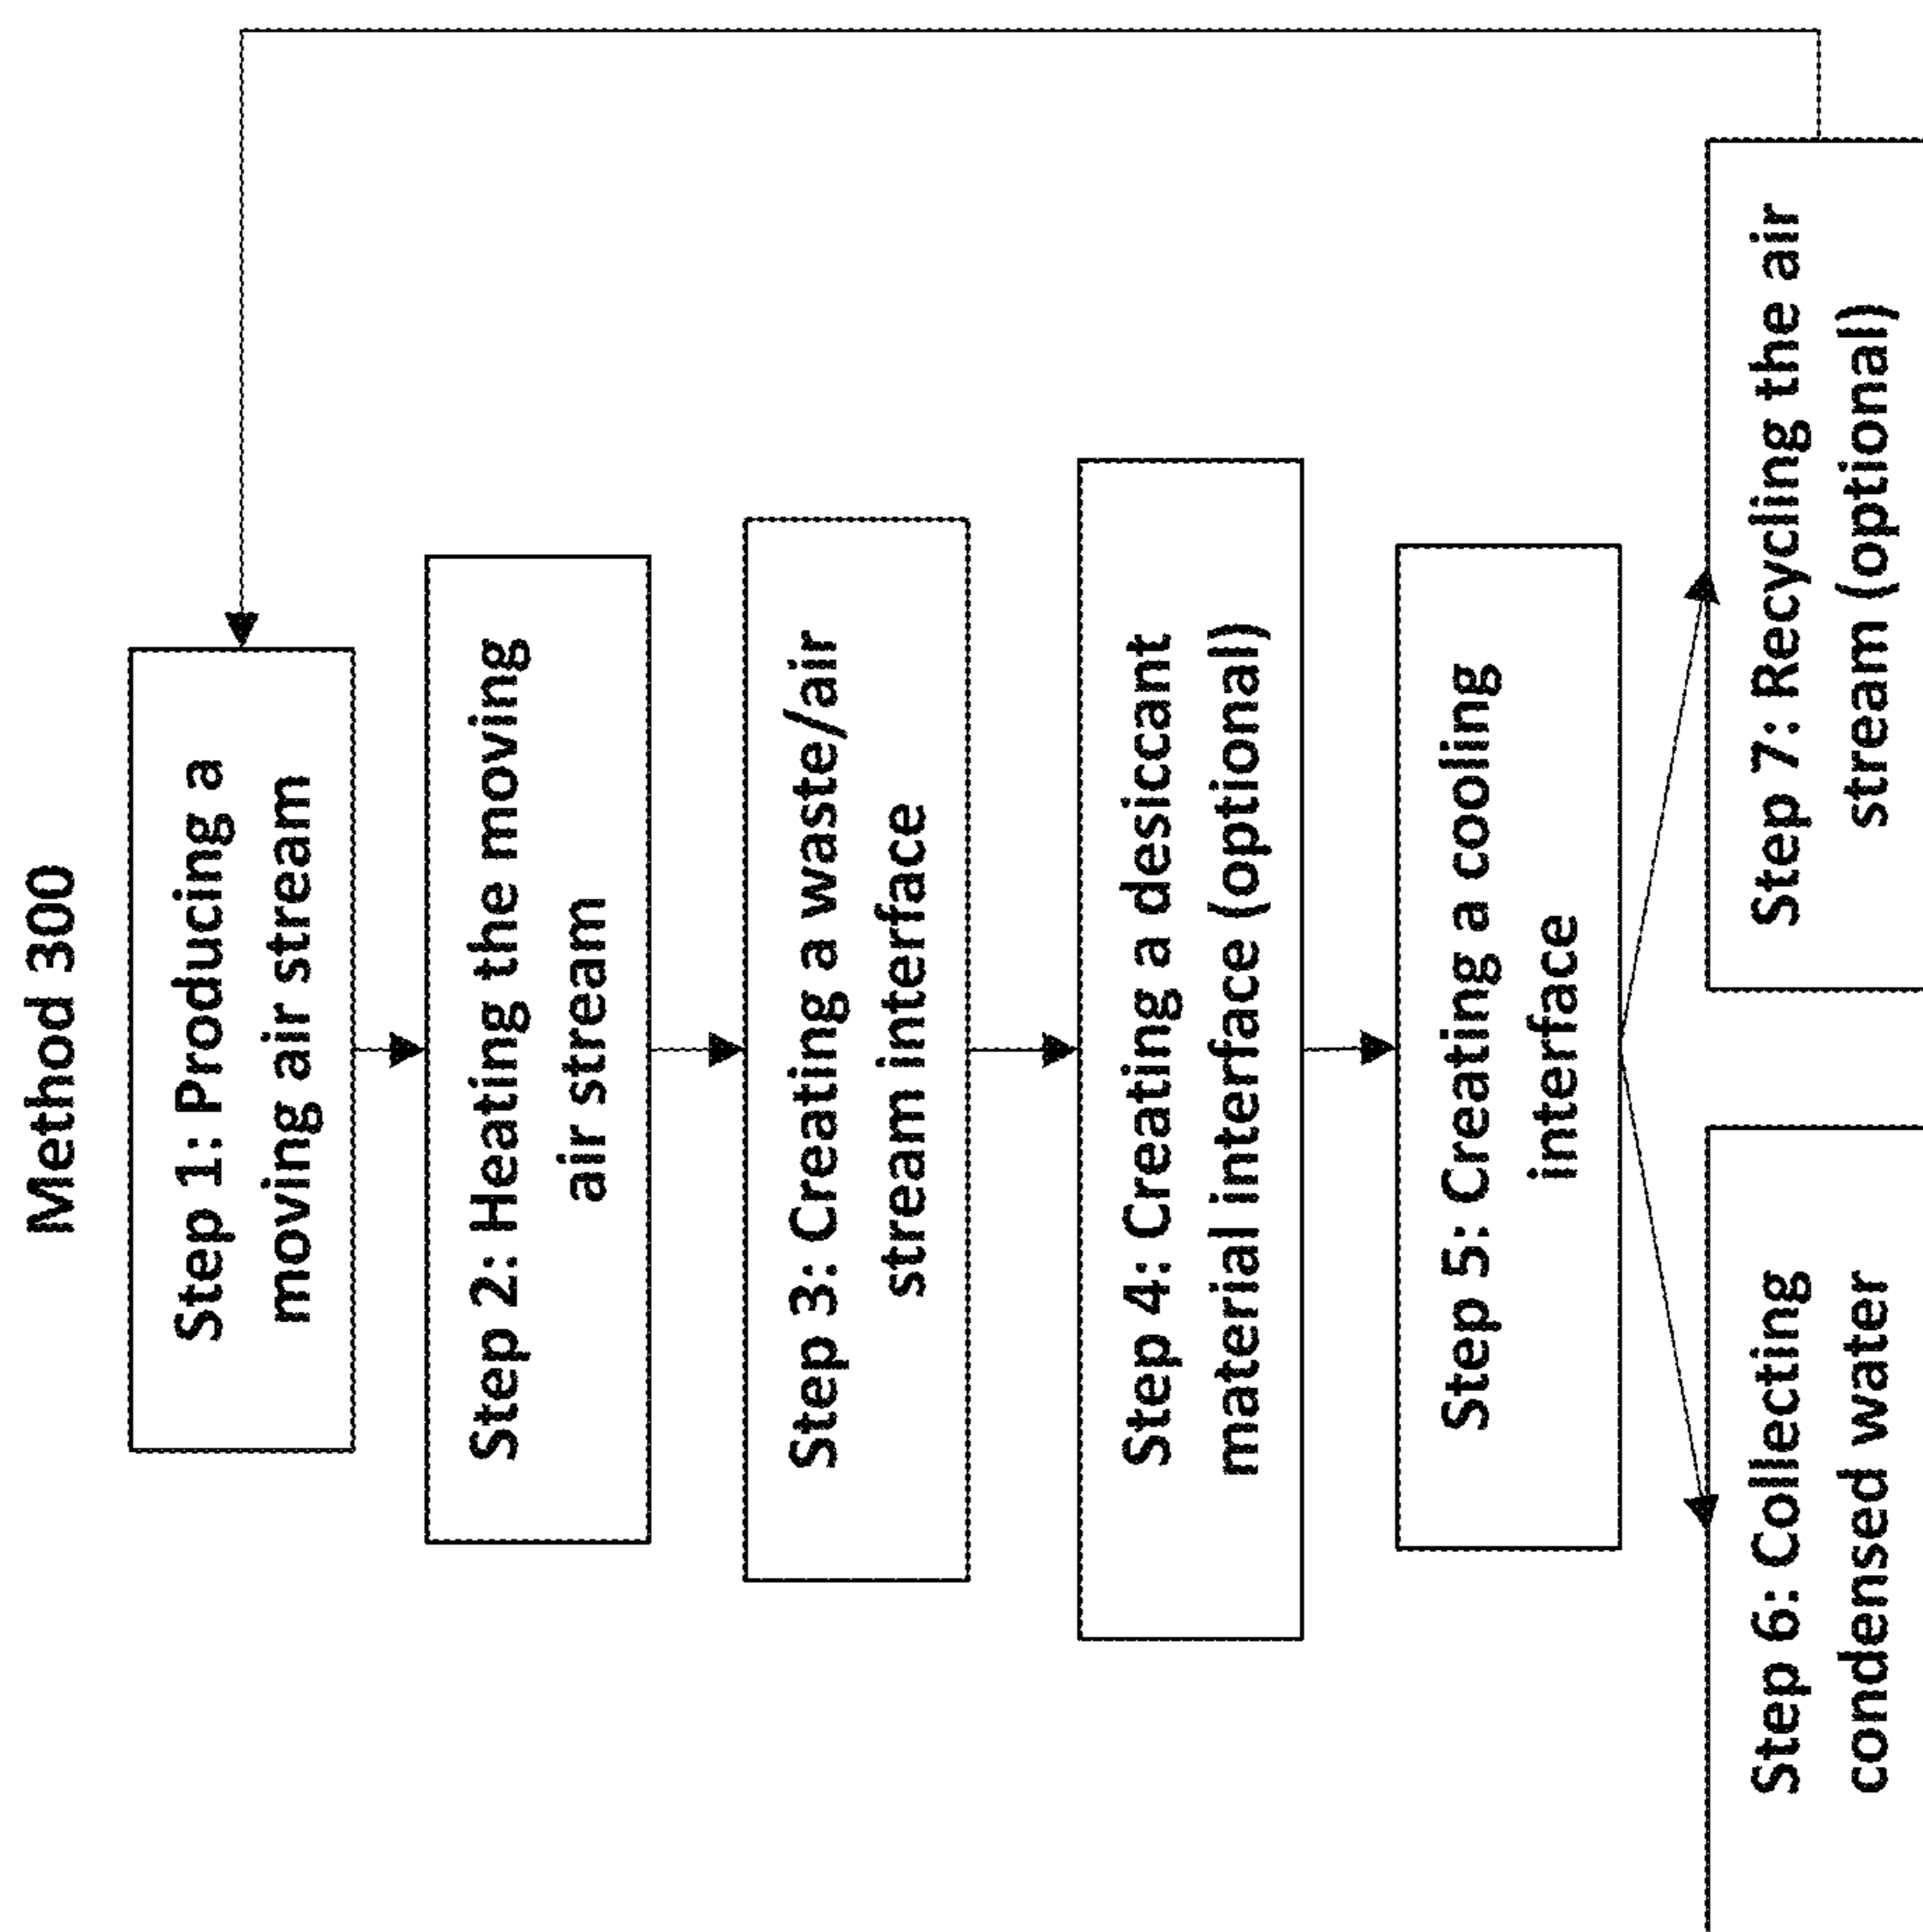 Method 300
Step 1: Producing a
moving air stream
Step 2: Heating the moving
air stream
Step 3: Creating a waste/air
stream interface
Step 4: Creating a desiccant
material interface (optional)
Step 5: Creating a cooling
interface
Step 6: Collecting
condensed water
Step 7: Recycling the air
stream (optional)